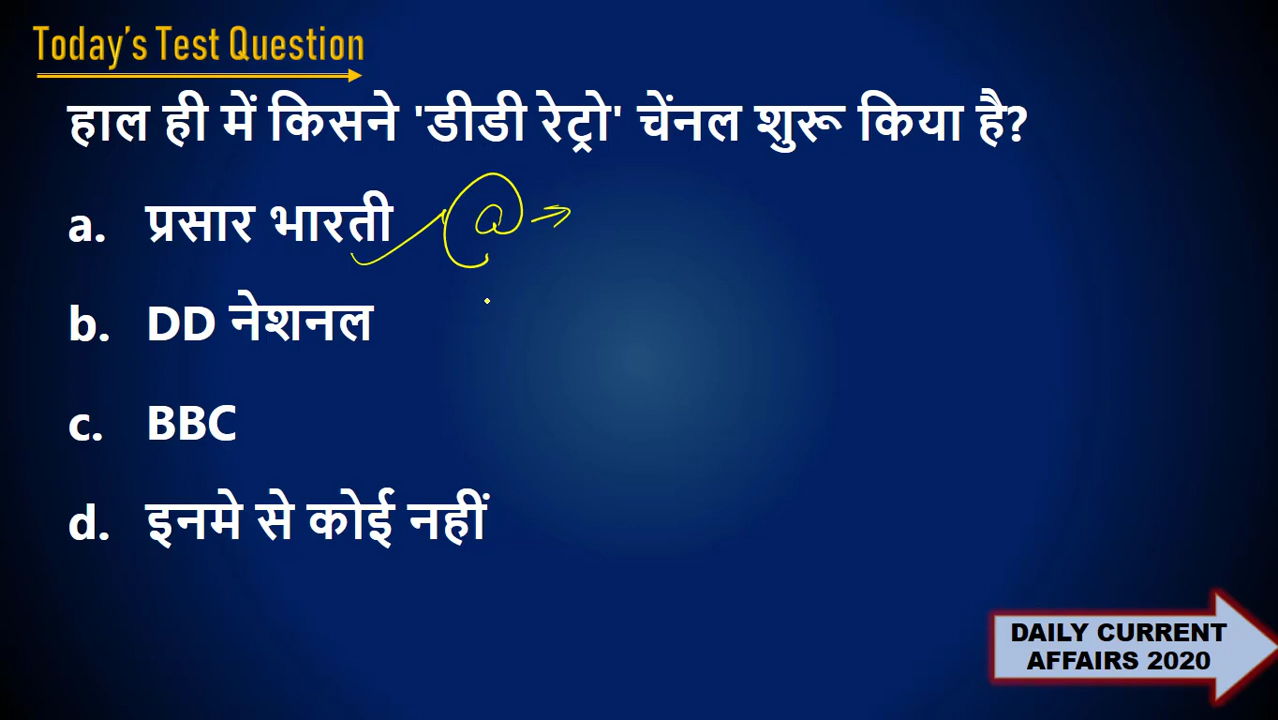 Today's Test Question
हाल ही में किसने 'डीडी रेट्रो' चेंनल शुरू किया है?
a. प्रसार भारती @ →
b. DD नेशनल
c. BBC
d. इनमे से कोई नहीं
DAILY CURRENT
AFFAIRS 2020